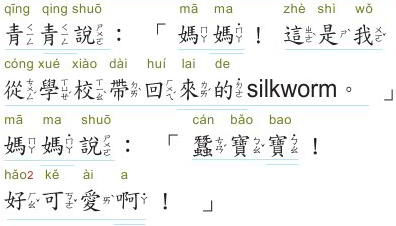 qīng qing shuō mā ma zhè shì wǒ
青青說：「媽媽！ 這是我
cóng xué xiào dài huí lai de
從學校帶回來的silkworm。 」
mā ma shuō cán bǎo bao
媽媽說：「蠶寶寶！
hǎo2 kě ài a
好可愛啊！ 」